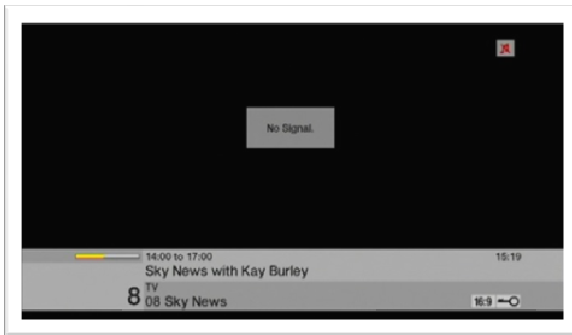 No Signal.
14:00 to 17:00 15:19
Sky News with Kay Burley
TV
8 08 Sky News 16:9